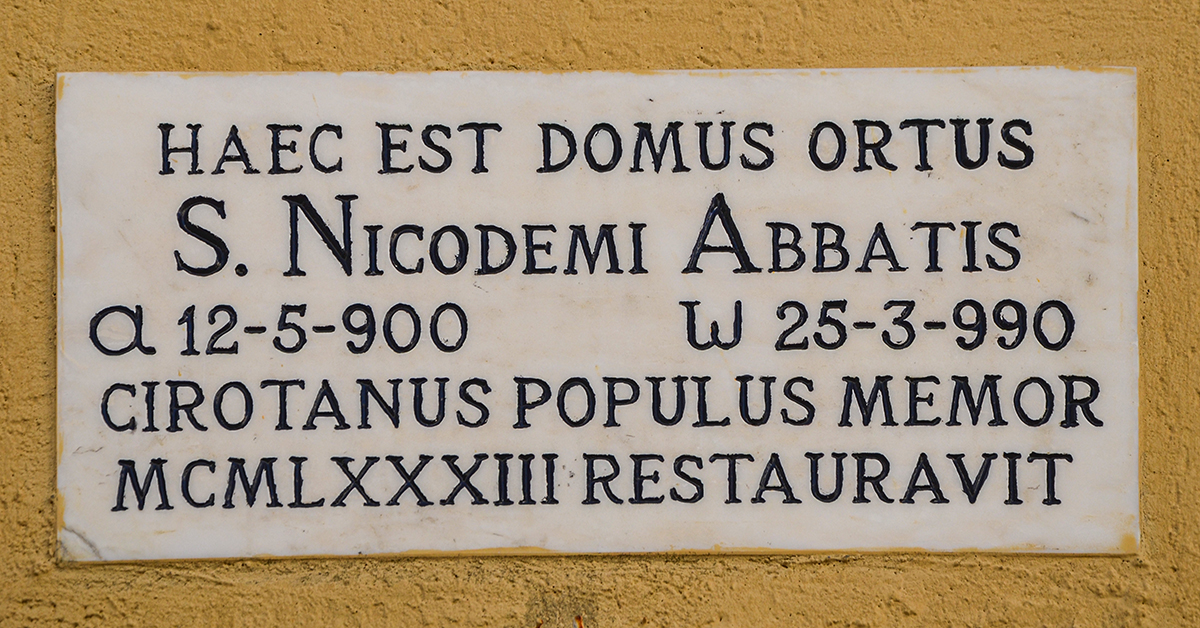 HAEC EST DOMUS ORTUS
S. NICODEMI ABBATIS
α 12-5-900 ω 25-3-990
CIROTANUS POPULUS MEMOR
MCMLXXXIII RESTAURAVIT